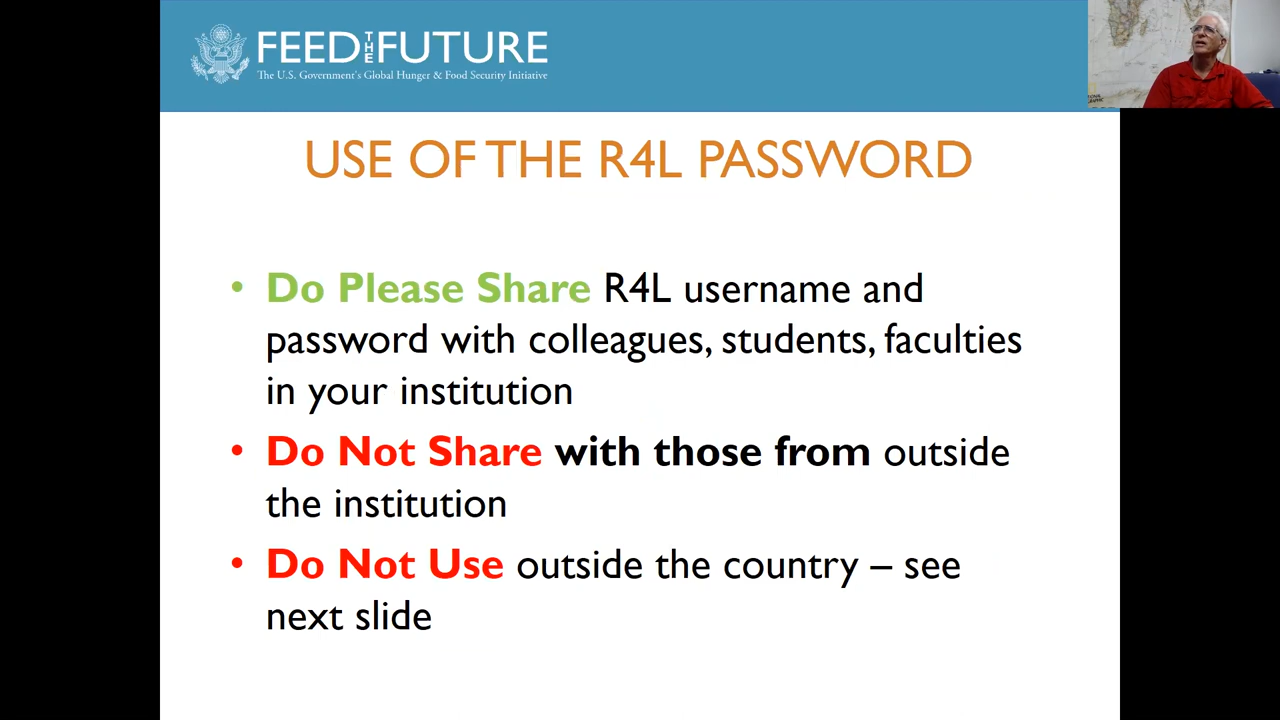 FEED THE FUTURE
The U.S. Government's Global Hunger & Food Security Initiative
USE OF THE R4L PASSWORD
• Do Please Share R4L username and
password with colleagues, students, faculties
in your institution
• Do Not Share with those from outside
the institution
• Do Not Use outside the country – see
next slide